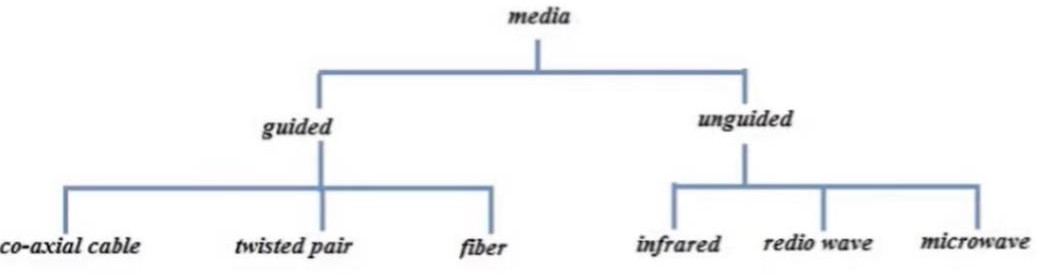 media
guided
unguided
co-axial cable
twisted pair
fiber
infrared
redio wave
microwave